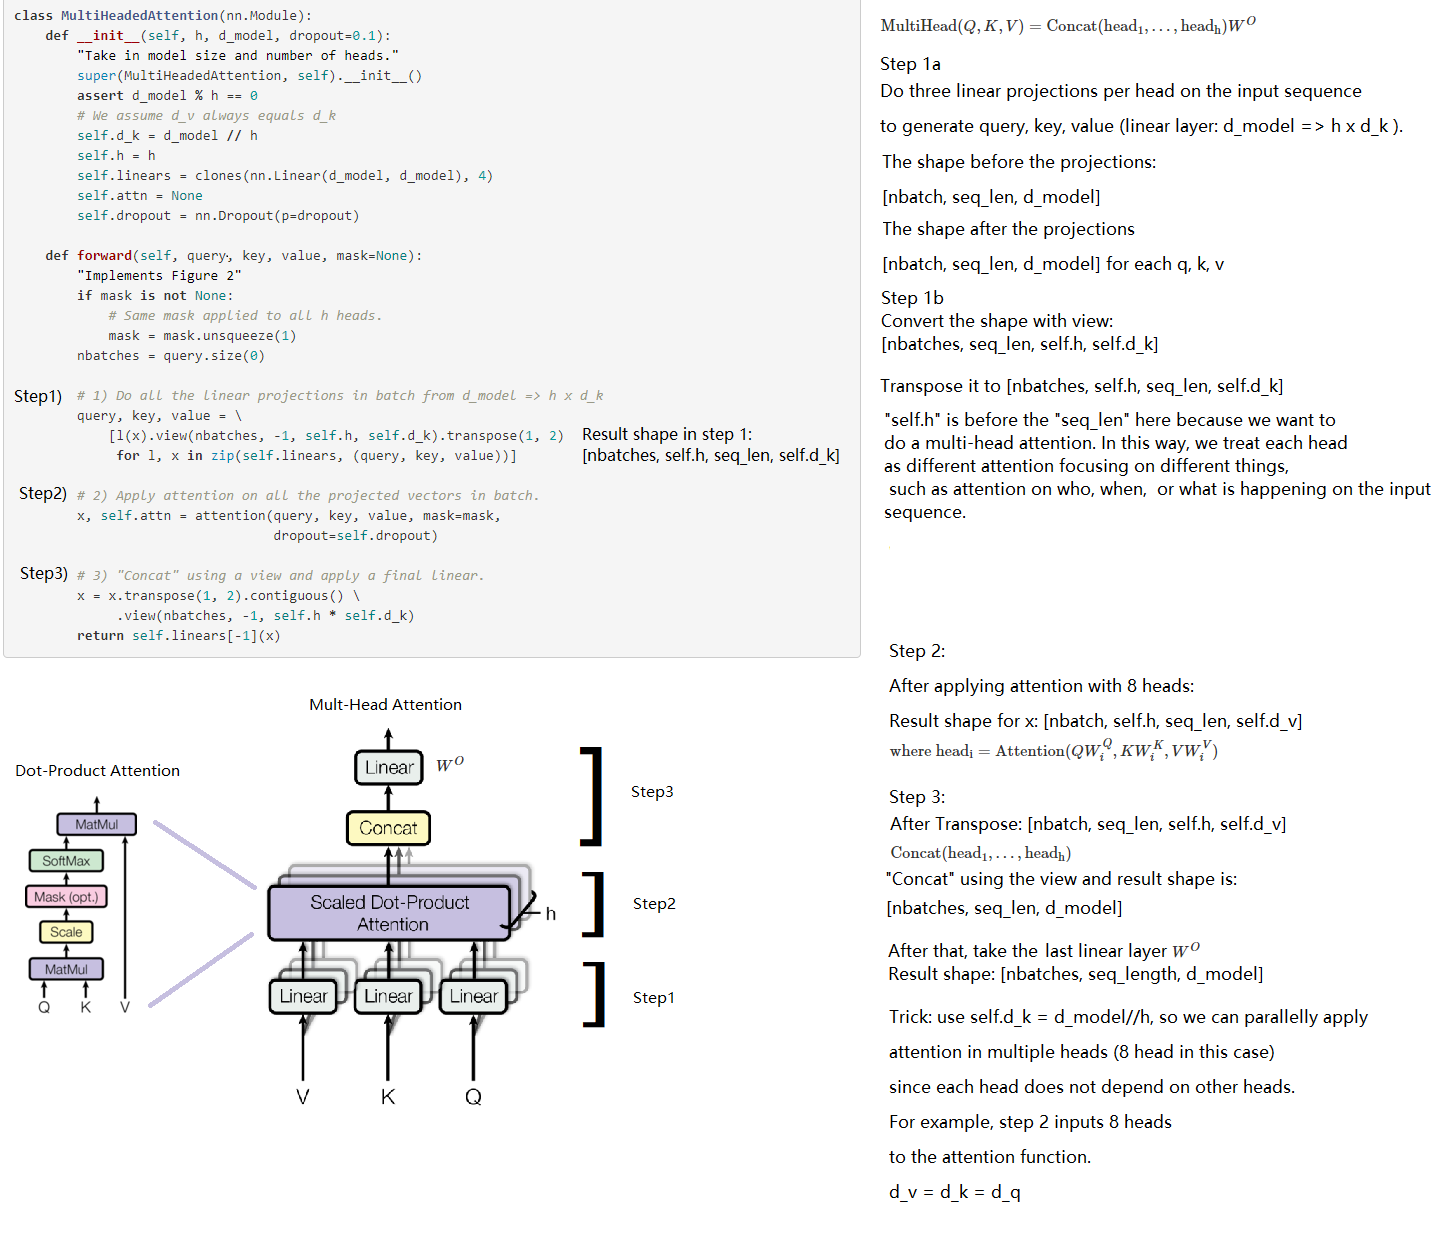 class MultiHeadedAttention(nn.Module):
def __init__(self, h, d_model, dropout=0.1):
"Take in model size and number of heads."
super(MultiHeadedAttention, self).__init__()
assert d_model % h == 0
# We assume d_v always equals d_k
self.d_k = d_model // h
self.h = h
self.linears = clones(nn.Linear(d_model, d_model), 4)
self.attn = None
self.dropout = nn.Dropout(p=dropout)
def forward(self, query, key, value, mask=None):
"Implements Figure 2"
if mask is not None:
# Same mask applied to all h heads.
mask = mask.unsqueeze(1)
nbatches = query.size(0)
Step1) # 1) Do all the linear projections in batch from d_model => h x d_k
query, key, value = \
[l(x).view(nbatches, -1, self.h, self.d_k).transpose(1, 2)
for l, x in zip(self.linears, (query, key, value))]
Result shape in step 1:
[nbatches, self.h, seq_len, self.d_k]
Step2) # 2) Apply attention on all the projected vectors in batch.
x, self.attn = attention(query, key, value, mask=mask,
dropout=self.dropout)
Step3) # 3) "Concat" using a view and apply a final linear.
x = x.transpose(1, 2).contiguous() \
.view(nbatches, -1, self.h * self.d_k)
return self.linears[-1](x)
MultiHead(Q, K, V) = Concat(head₁, ..., headₕ)W^O
Step 1a
Do three linear projections per head on the input sequence
to generate query, key, value (linear layer: d_model => h x d_k ).
The shape before the projections:
[nbatch, seq_len, d_model]
The shape after the projections
[nbatch, seq_len, d_model] for each q, k, v
Step 1b
Convert the shape with view:
[nbatches, seq_len, self.h, self.d_k]
Transpose it to [nbatches, self.h, seq_len, self.d_k]
"self.h" is before the "seq_len" here because we want to
do a multi-head attention. In this way, we treat each head
as different attention focusing on different things,
such as attention on who, when, or what is happening on the input
sequence.
Step 2:
After applying attention with 8 heads:
Result shape for x: [nbatch, self.h, seq_len, self.d_v]
where headᵢ = Attention(QWᵢ^Q, KWᵢ^K, VWᵢ^V)
Step 3:
After Transpose: [nbatch, seq_len, self.h, self.d_v]
Concat(head₁, ..., headₕ)
"Concat" using the view and result shape is:
[nbatches, seq_len, d_model]
After that, take the last linear layer W^O
Result shape: [nbatches, seq_length, d_model]
Trick: use self.d_k = d_model//h, so we can parallelly apply
attention in multiple heads (8 head in this case)
since each head does not depend on other heads.
For example, step 2 inputs 8 heads
to the attention function.
d_v = d_k = d_q
Dot-Product Attention
MatMul
SoftMax
Mask (opt.)
Scale
MatMul
Q K V
Mult-Head Attention
Linear W^O
Concat
Scaled Dot-Product
Attention
h
Linear Linear Linear
V K Q
Step3
Step2
Step1